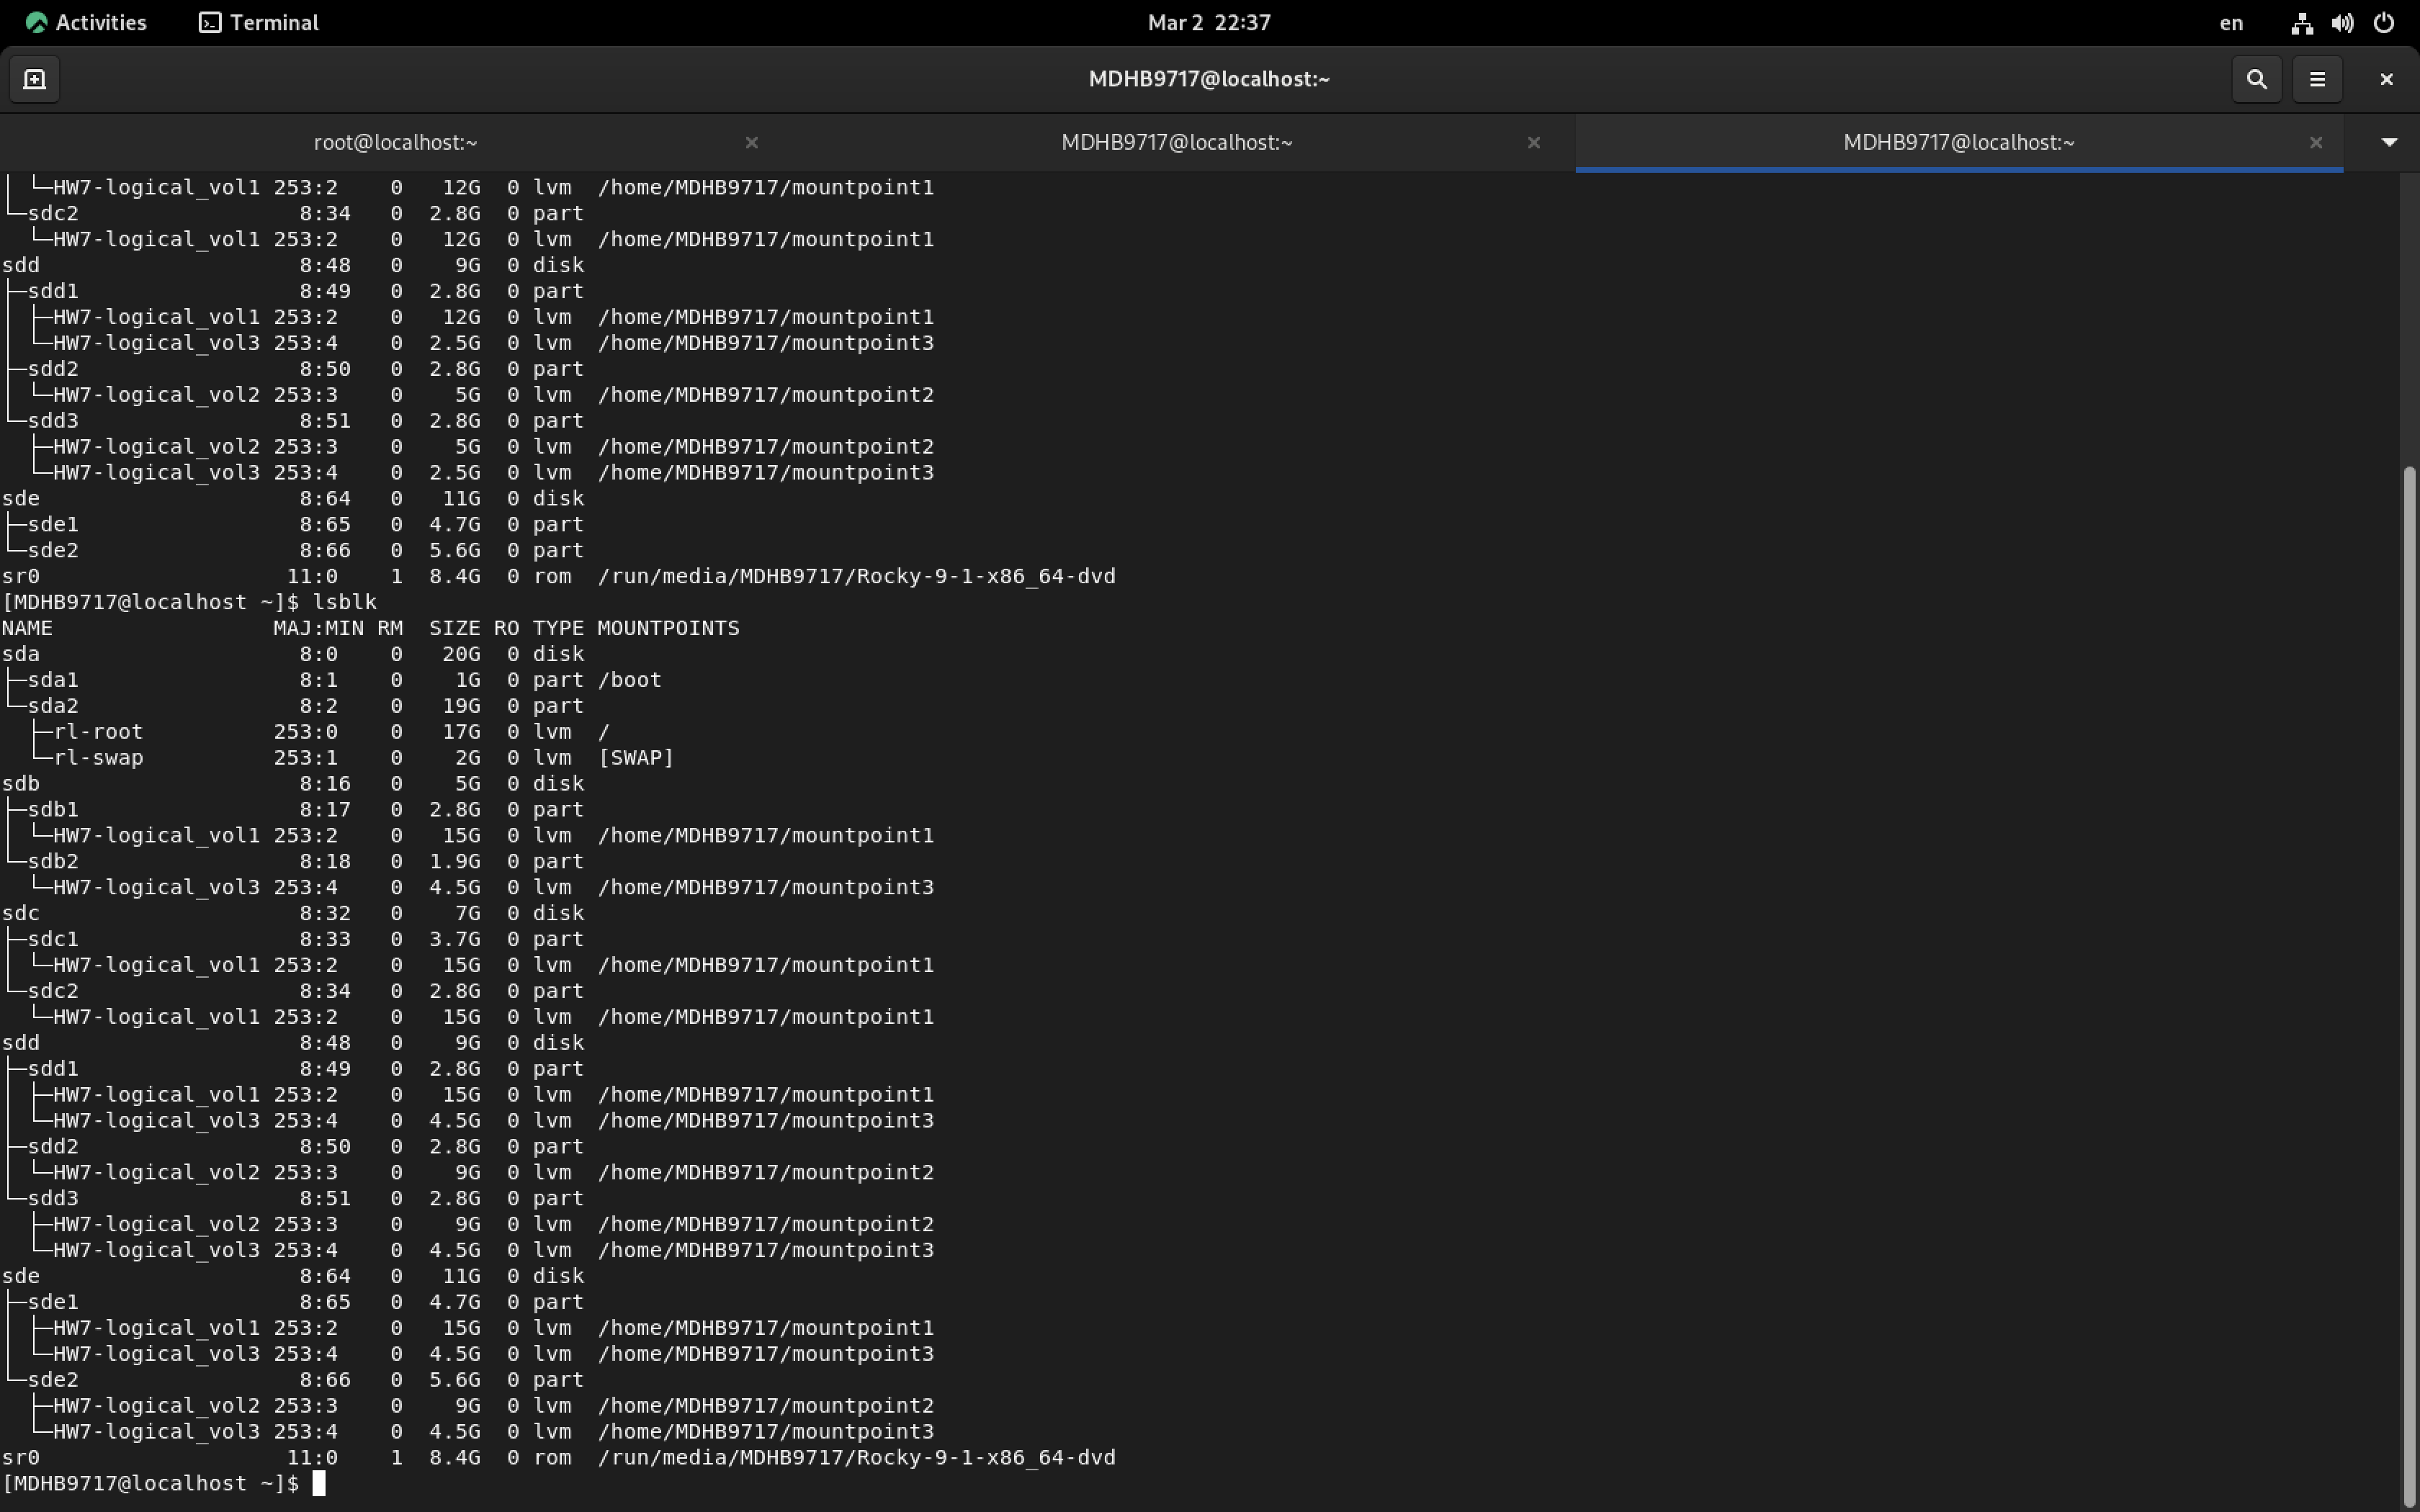 Activities Terminal Mar 2 22:37 en
MDHB9717@localhost:~
root@localhost:~ MDHB9717@localhost:~ MDHB9717@localhost:~
│ └─HW7-logical_vol1 253:2    0   12G  0 lvm  /home/MDHB9717/mountpoint1
└─sdc2                 8:34   0  2.8G  0 part
  └─HW7-logical_vol1 253:2    0   12G  0 lvm  /home/MDHB9717/mountpoint1
sdd                    8:48   0    9G  0 disk
├─sdd1                 8:49   0  2.8G  0 part
│ ├─HW7-logical_vol1 253:2    0   12G  0 lvm  /home/MDHB9717/mountpoint1
│ └─HW7-logical_vol3 253:4    0  2.5G  0 lvm  /home/MDHB9717/mountpoint3
├─sdd2                 8:50   0  2.8G  0 part
│ └─HW7-logical_vol2 253:3    0    5G  0 lvm  /home/MDHB9717/mountpoint2
└─sdd3                 8:51   0  2.8G  0 part
  ├─HW7-logical_vol2 253:3    0    5G  0 lvm  /home/MDHB9717/mountpoint2
  └─HW7-logical_vol3 253:4    0  2.5G  0 lvm  /home/MDHB9717/mountpoint3
sde                    8:64   0   11G  0 disk
├─sde1                 8:65   0  4.7G  0 part
└─sde2                 8:66   0  5.6G  0 part
sr0                   11:0    1  8.4G  0 rom  /run/media/MDHB9717/Rocky-9-1-x86_64-dvd
[MDHB9717@localhost ~]$ lsblk
NAME                 MAJ:MIN RM  SIZE RO TYPE MOUNTPOINTS
sda                    8:0    0   20G  0 disk
├─sda1                 8:1    0    1G  0 part /boot
└─sda2                 8:2    0   19G  0 part
  ├─rl-root          253:0    0   17G  0 lvm  /
  └─rl-swap          253:1    0    2G  0 lvm  [SWAP]
sdb                    8:16   0    5G  0 disk
├─sdb1                 8:17   0  2.8G  0 part
│ └─HW7-logical_vol1 253:2    0   15G  0 lvm  /home/MDHB9717/mountpoint1
└─sdb2                 8:18   0  1.9G  0 part
  └─HW7-logical_vol3 253:4    0  4.5G  0 lvm  /home/MDHB9717/mountpoint3
sdc                    8:32   0    7G  0 disk
├─sdc1                 8:33   0  3.7G  0 part
│ └─HW7-logical_vol1 253:2    0   15G  0 lvm  /home/MDHB9717/mountpoint1
└─sdc2                 8:34   0  2.8G  0 part
  └─HW7-logical_vol1 253:2    0   15G  0 lvm  /home/MDHB9717/mountpoint1
sdd                    8:48   0    9G  0 disk
├─sdd1                 8:49   0  2.8G  0 part
│ ├─HW7-logical_vol1 253:2    0   15G  0 lvm  /home/MDHB9717/mountpoint1
│ └─HW7-logical_vol3 253:4    0  4.5G  0 lvm  /home/MDHB9717/mountpoint3
├─sdd2                 8:50   0  2.8G  0 part
│ └─HW7-logical_vol2 253:3    0    9G  0 lvm  /home/MDHB9717/mountpoint2
└─sdd3                 8:51   0  2.8G  0 part
  ├─HW7-logical_vol2 253:3    0    9G  0 lvm  /home/MDHB9717/mountpoint2
  └─HW7-logical_vol3 253:4    0  4.5G  0 lvm  /home/MDHB9717/mountpoint3
sde                    8:64   0   11G  0 disk
├─sde1                 8:65   0  4.7G  0 part
│ ├─HW7-logical_vol1 253:2    0   15G  0 lvm  /home/MDHB9717/mountpoint1
│ └─HW7-logical_vol3 253:4    0  4.5G  0 lvm  /home/MDHB9717/mountpoint3
└─sde2                 8:66   0  5.6G  0 part
  ├─HW7-logical_vol2 253:3    0    9G  0 lvm  /home/MDHB9717/mountpoint2
  └─HW7-logical_vol3 253:4    0  4.5G  0 lvm  /home/MDHB9717/mountpoint3
sr0                   11:0    1  8.4G  0 rom  /run/media/MDHB9717/Rocky-9-1-x86_64-dvd
[MDHB9717@localhost ~]$